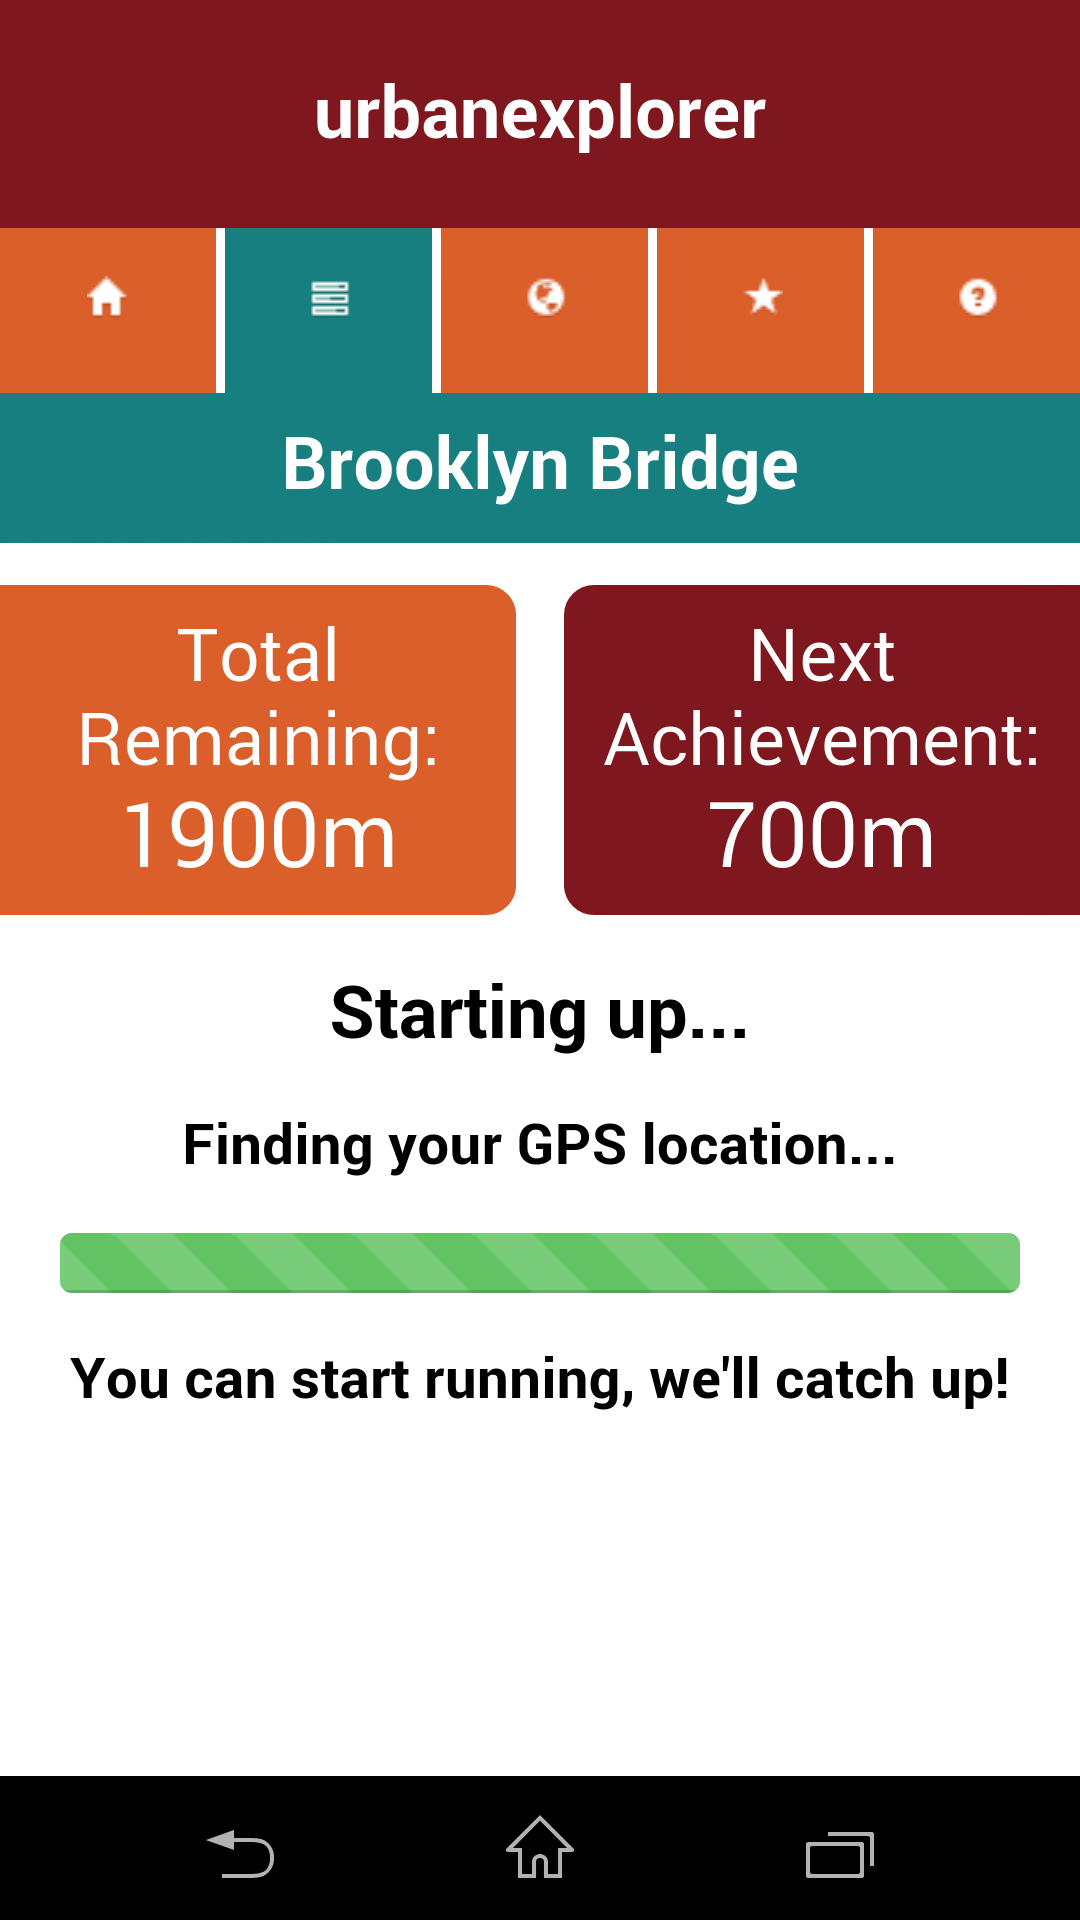 urbanexplorer
Brooklyn Bridge
Total
Remaining:
1900m
Next
Achievement:
700m
Starting up...
Finding your GPS location...
You can start running, we'll catch up!